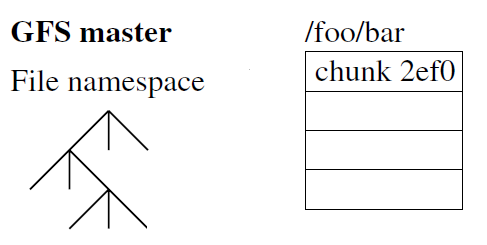 GFS master
File namespace
/foo/bar
chunk 2ef0